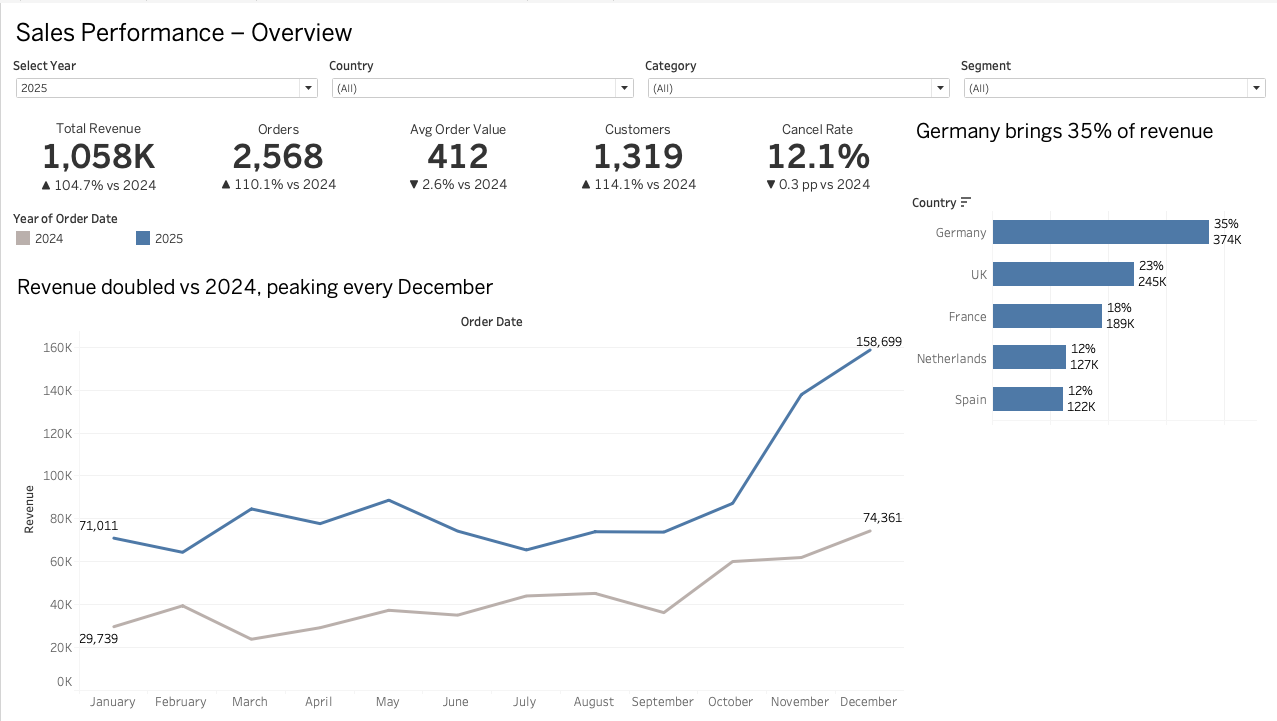 Sales Performance – Overview
Select Year
Country
Category
Segment
2025
(All)
(All)
(All)
Total Revenue
1,058K
▲ 104.7% vs 2024
Orders
2,568
▲ 110.1% vs 2024
Avg Order Value
412
▼ 2.6% vs 2024
Customers
1,319
▲ 114.1% vs 2024
Cancel Rate
12.1%
▼ 0.3 pp vs 2024
Year of Order Date
2024
2025
Revenue doubled vs 2024, peaking every December
Order Date
Revenue
160K
140K
120K
100K
80K
60K
40K
20K
0K
158,699
71,011
74,361
29,739
January
February
March
April
May
June
July
August
September
October
November
December
Germany brings 35% of revenue
Country
Germany
35%
374K
UK
23%
245K
France
18%
189K
Netherlands
12%
127K
Spain
12%
122K